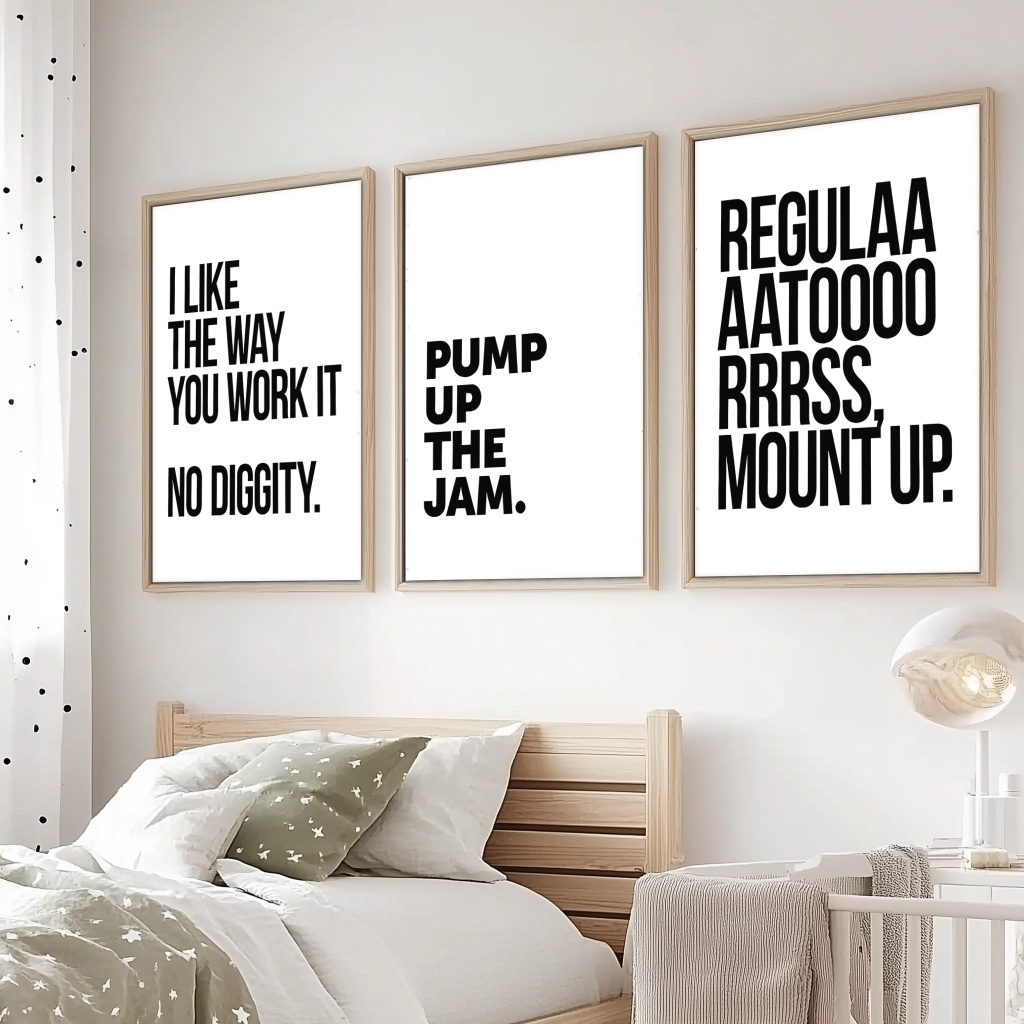 I LIKE
THE WAY
YOU WORK IT
NO DIGGITY.
PUMP
UP
THE
JAM.
REGULAA
AATOOOO
RRRSS,
MOUNT UP.